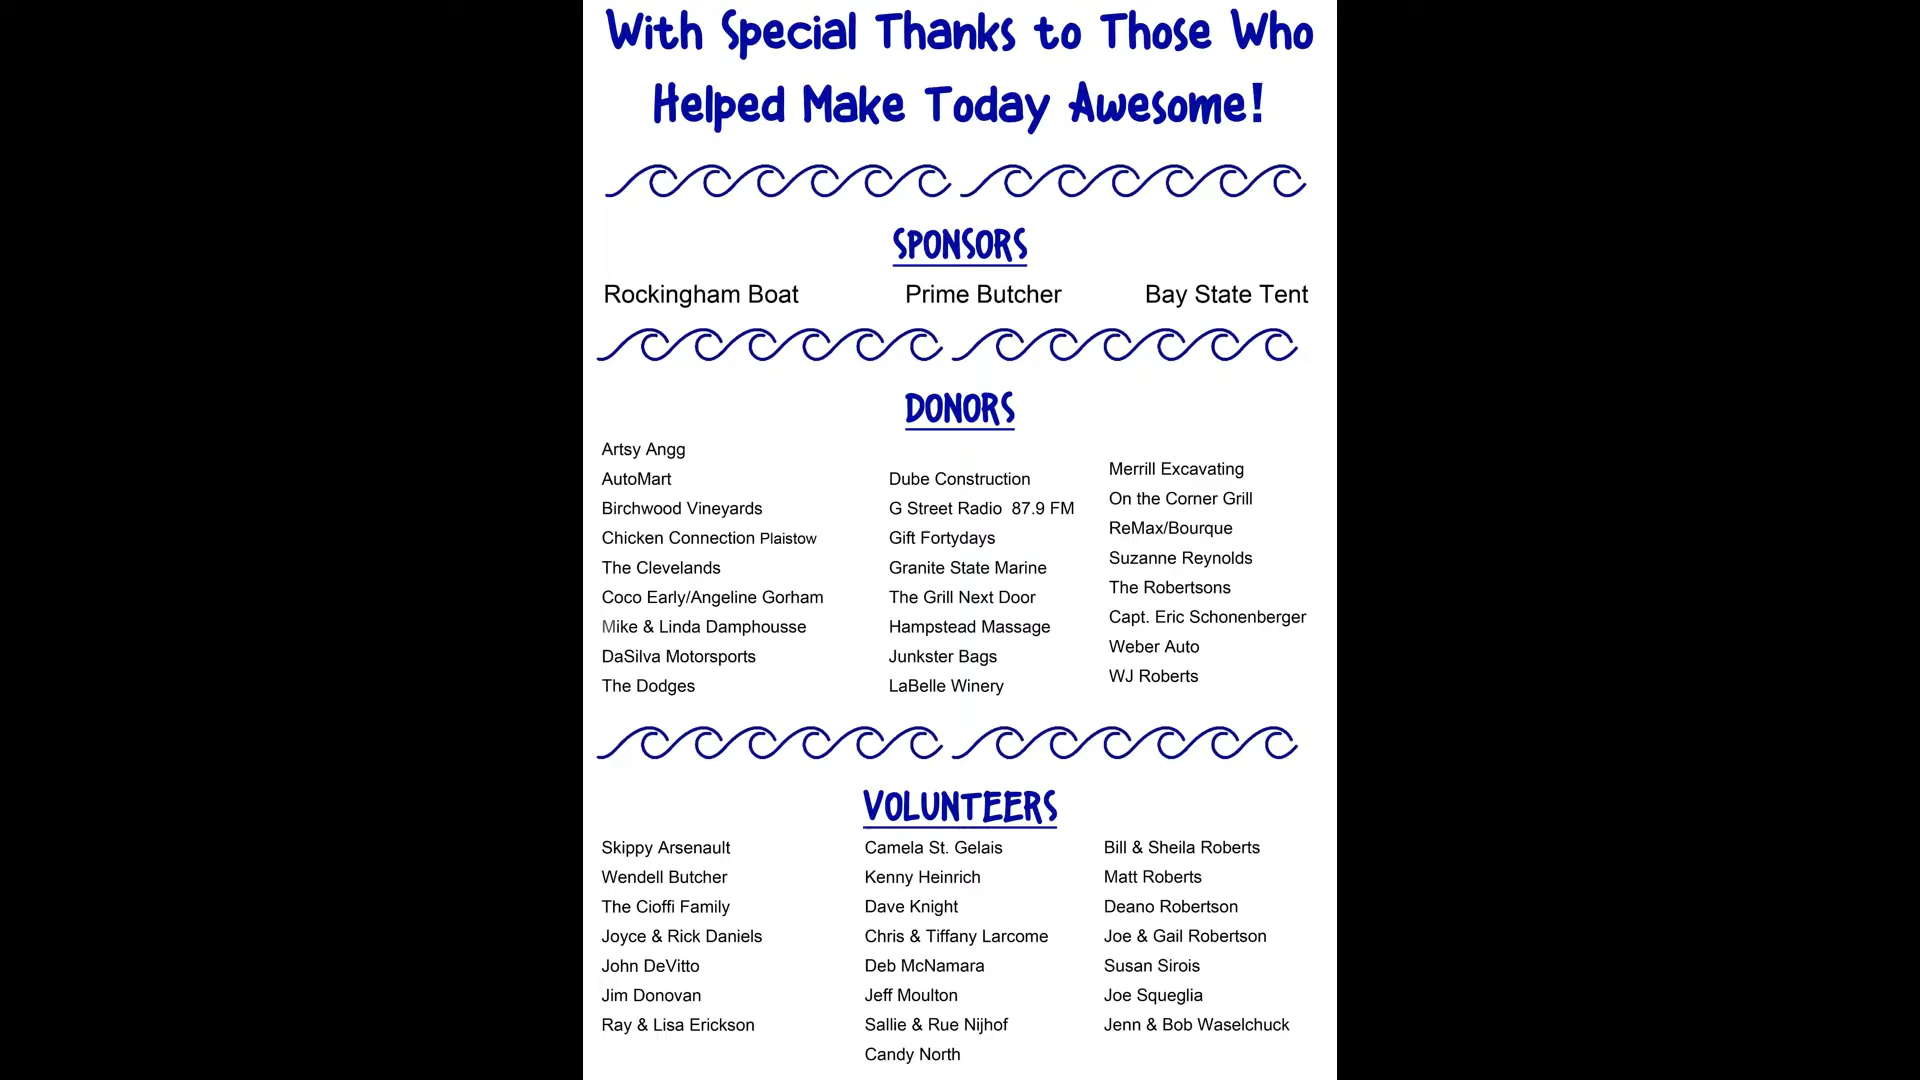 With Special Thanks to Those Who
Helped Make Today Awesome!
SPONSORS
Rockingham Boat
Prime Butcher
Bay State Tent
DONORS
Artsy Angg
AutoMart
Birchwood Vineyards
Chicken Connection Plaistow
The Clevelands
Coco Early/Angeline Gorham
Mike & Linda Damphousse
DaSilva Motorsports
The Dodges
Dube Construction
G Street Radio  87.9 FM
Gift Fortydays
Granite State Marine
The Grill Next Door
Hampstead Massage
Junkster Bags
LaBelle Winery
Merrill Excavating
On the Corner Grill
ReMax/Bourque
Suzanne Reynolds
The Robertsons
Capt. Eric Schonenberger
Weber Auto
WJ Roberts
VOLUNTEERS
Skippy Arsenault
Wendell Butcher
The Cioffi Family
Joyce & Rick Daniels
John DeVitto
Jim Donovan
Ray & Lisa Erickson
Camela St. Gelais
Kenny Heinrich
Dave Knight
Chris & Tiffany Larcome
Deb McNamara
Jeff Moulton
Sallie & Rue Nijhof
Candy North
Bill & Sheila Roberts
Matt Roberts
Deano Robertson
Joe & Gail Robertson
Susan Sirois
Joe Squeglia
Jenn & Bob Waselchuck